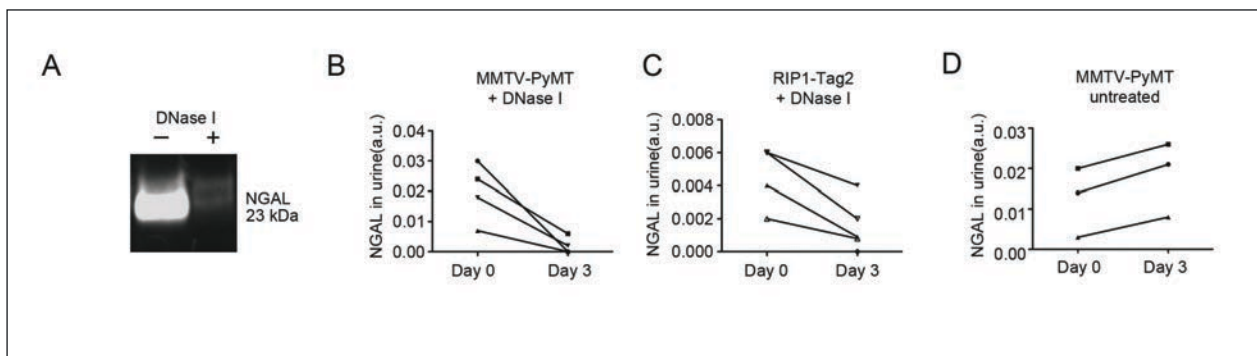 A
DNase I
− +
NGAL
23 kDa
B
MMTV-PyMT
+ DNase I
NGAL in urine(a.u.)
0.04
0.03
0.02
0.01
0.00
Day 0 Day 3
C
RIP1-Tag2
+ DNase I
NGAL in urine(a.u.)
0.008
0.006
0.004
0.002
0.000
Day 0 Day 3
D
MMTV-PyMT
untreated
NGAL in urine(a.u.)
0.03
0.02
0.01
0.00
Day 0 Day 3